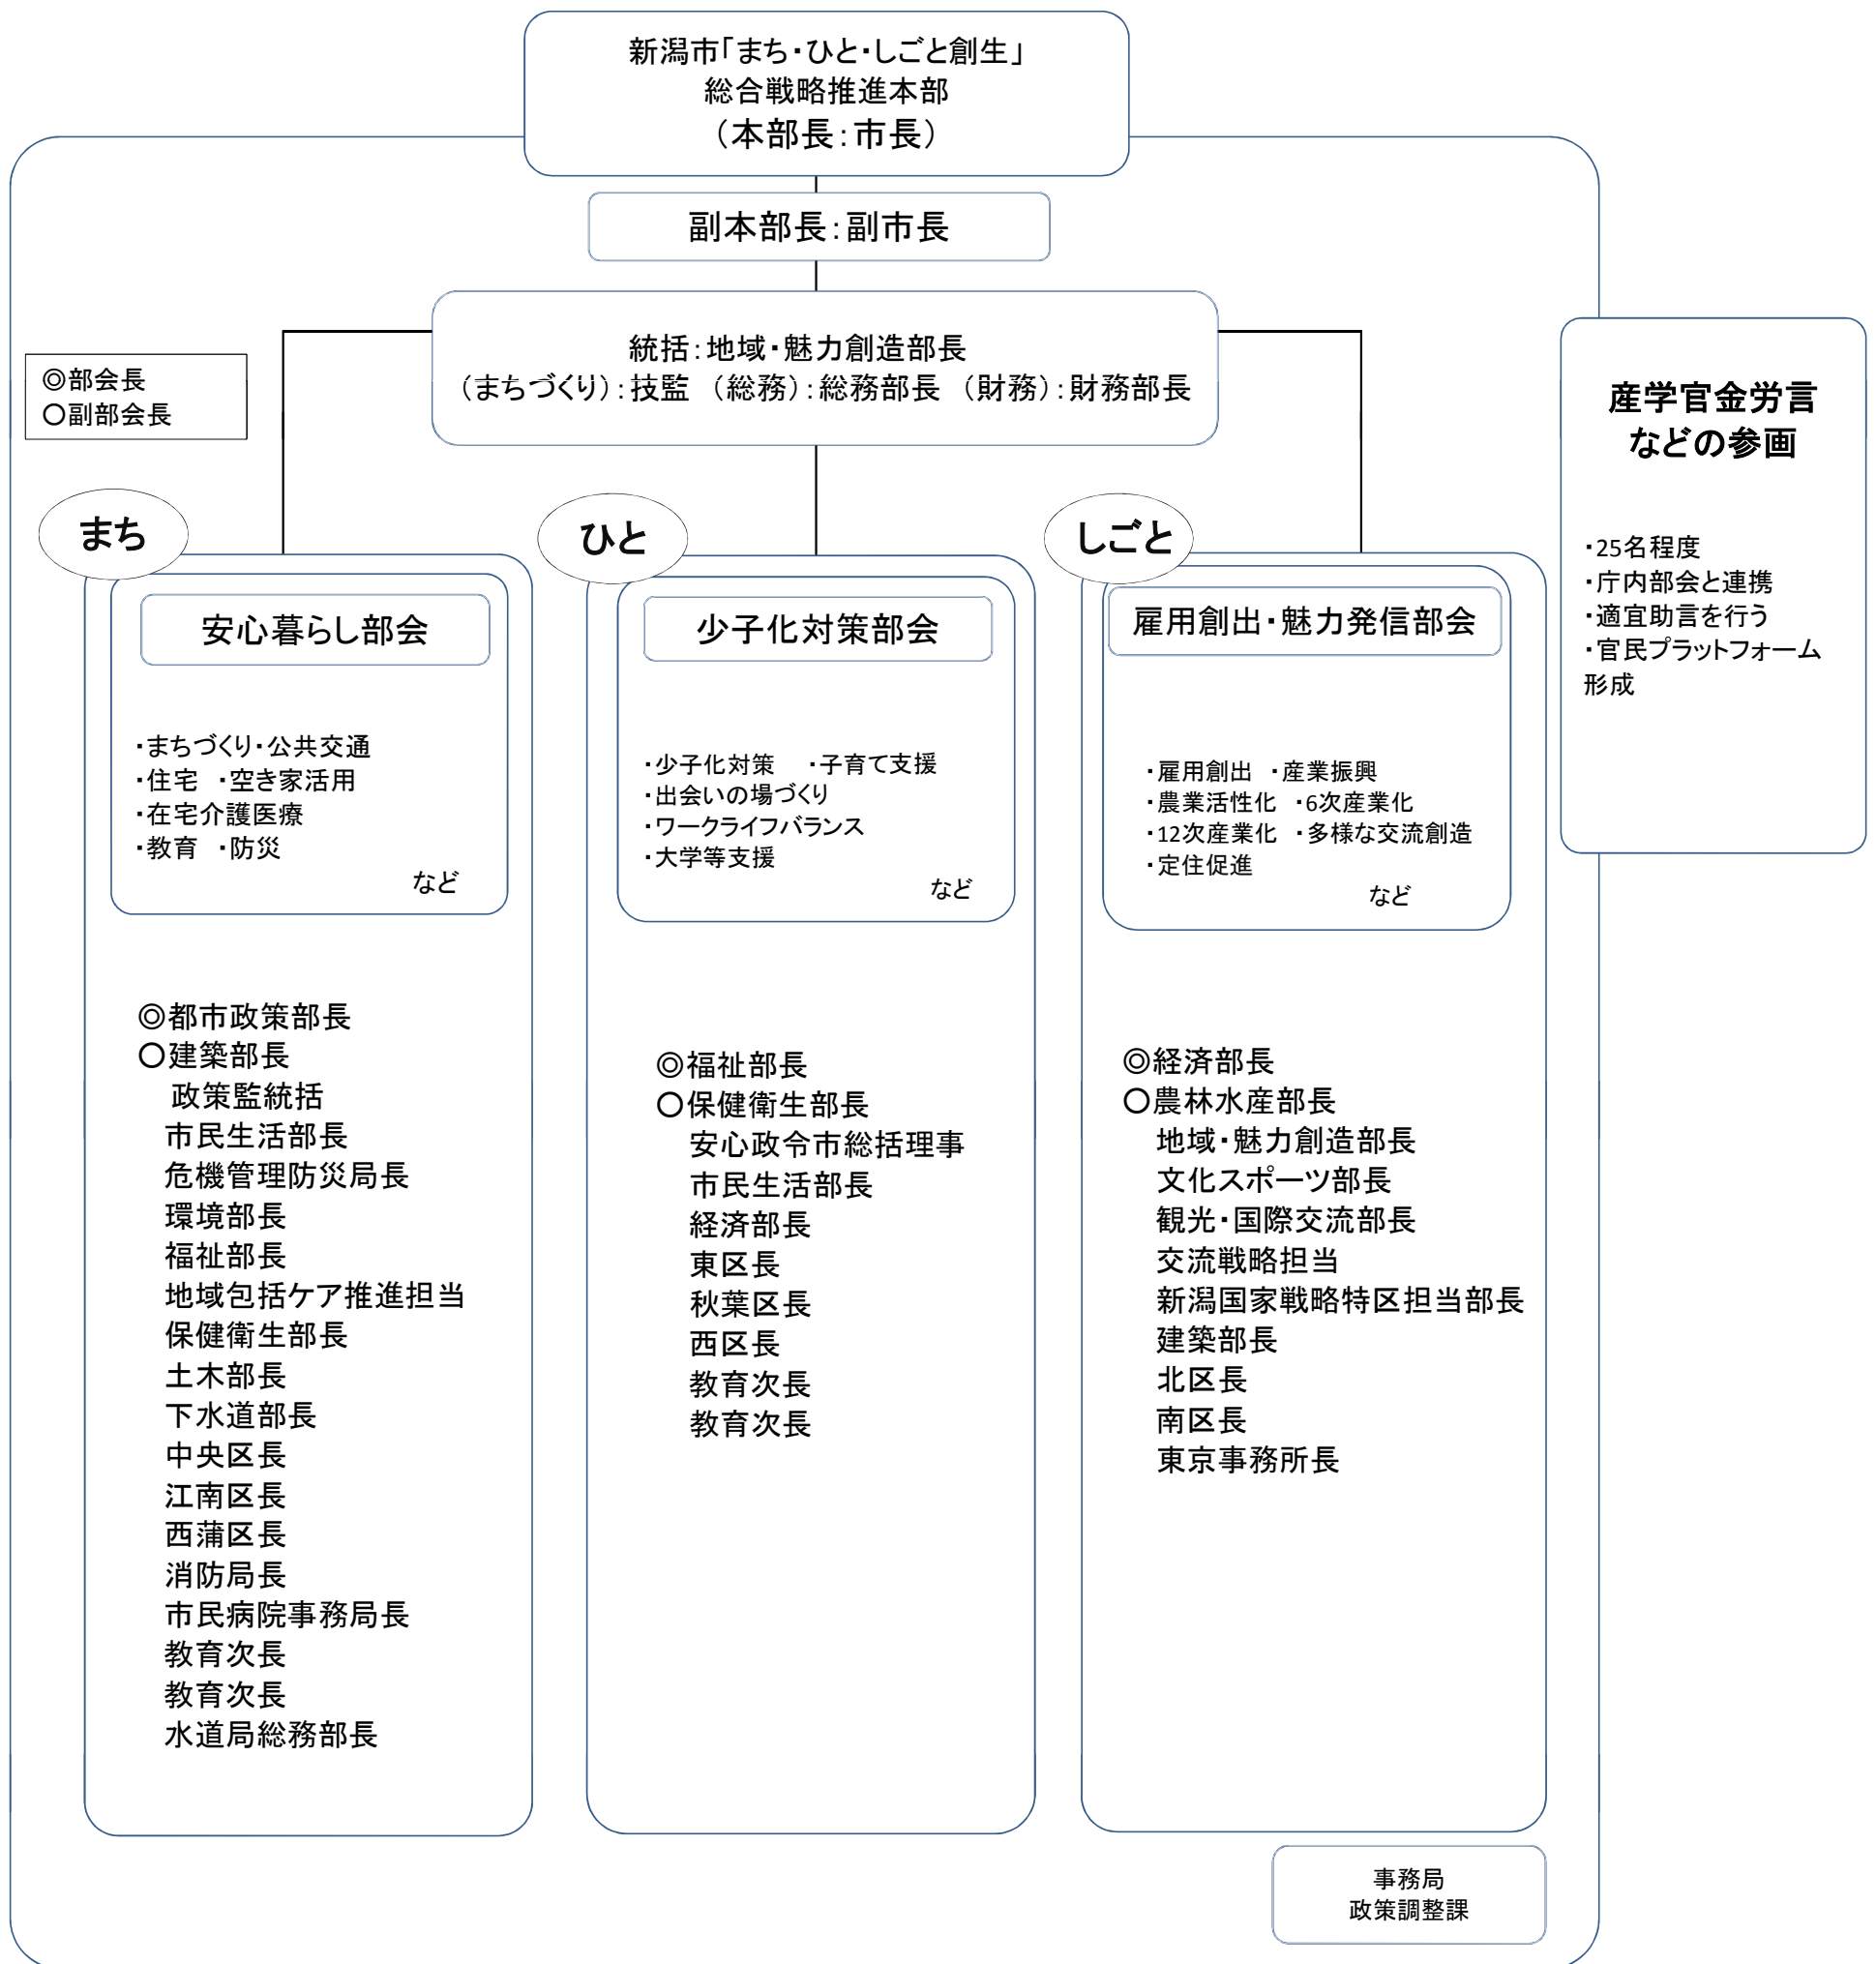 新潟市「まち・ひと・しごと創生」
総合戦略推進本部
（本部長：市長）
副本部長：副市長
統括：地域・魅力創造部長
（まちづくり）：技監　（総務）：総務部長　（財務）：財務部長
◎部会長
○副部会長
産学官金労言
などの参画
・25名程度
・庁内部会と連携
・適宜助言を行う
・官民プラットフォーム
形成
まち
安心暮らし部会
・まちづくり・公共交通
・住宅　・空き家活用
・在宅介護医療
・教育　・防災
など
◎都市政策部長
○建築部長
政策監統括
市民生活部長
危機管理防災局長
環境部長
福祉部長
地域包括ケア推進担当
保健衛生部長
土木部長
下水道部長
中央区長
江南区長
西蒲区長
消防局長
市民病院事務局長
教育次長
教育次長
水道局総務部長
ひと
少子化対策部会
・少子化対策　・子育て支援
・出会いの場づくり
・ワークライフバランス
・大学等支援
など
◎福祉部長
○保健衛生部長
安心政令市総括理事
市民生活部長
経済部長
東区長
秋葉区長
西区長
教育次長
教育次長
しごと
雇用創出・魅力発信部会
・雇用創出　・産業振興
・農業活性化　・6次産業化
・12次産業化　・多様な交流創造
・定住促進
など
◎経済部長
○農林水産部長
地域・魅力創造部長
文化スポーツ部長
観光・国際交流部長
交流戦略担当
新潟国家戦略特区担当部長
建築部長
北区長
南区長
東京事務所長
事務局
政策調整課